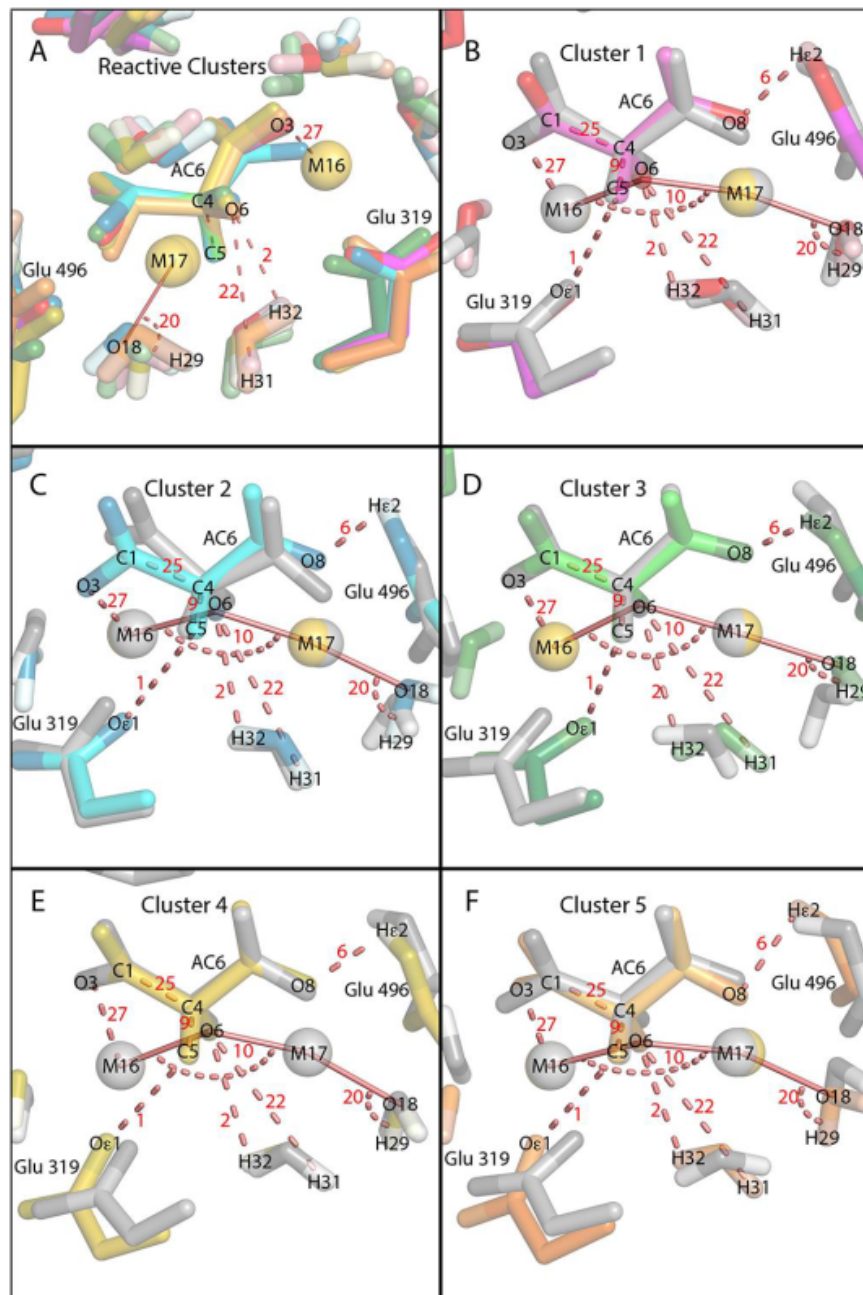 A
Reactive Clusters
O3
27
M16
AC6
C4
O6
C5
Glu 319
Glu 496
M17
2
22
H32
20
O18
H29
H31
B
Cluster 1
Hε2
6
AC6
C1
O8
O3
25
C4
Glu 496
27
9
O6
C5
10
M17
M16
O18
2
22
20
H29
1
Oε1
H32
Glu 319
H31
C
Cluster 2
Hε2
AC6
6
C1
O8
25
O3
C4
Glu 496
27
9
O6
M16
C5
10
M17
1
22
20
O18
2
Oε1
H32
H29
Glu 319
H31
D
Cluster 3
Hε2
AC6
6
C1
O8
25
O3
C4
Glu 496
27
9
O6
C5
10
M17
M16
O18
1
22
20
H29
2
Oε1
Glu 319
H32
H31
E
Cluster 4
Hε2
6
AC6
C1
O3
25
O8
C4
Glu 496
27
9
O6
M16
C5
10
M17
22
20
O18
1
2
Oε1
H29
H32
Glu 319
H31
F
Cluster 5
Hε2
6
AC6
C1
O3
25
O8
C4
Glu 496
27
9
O6
M16
C5
10
M17
O18
22
20
1
2
H29
Oε1
H32
Glu 319
H31